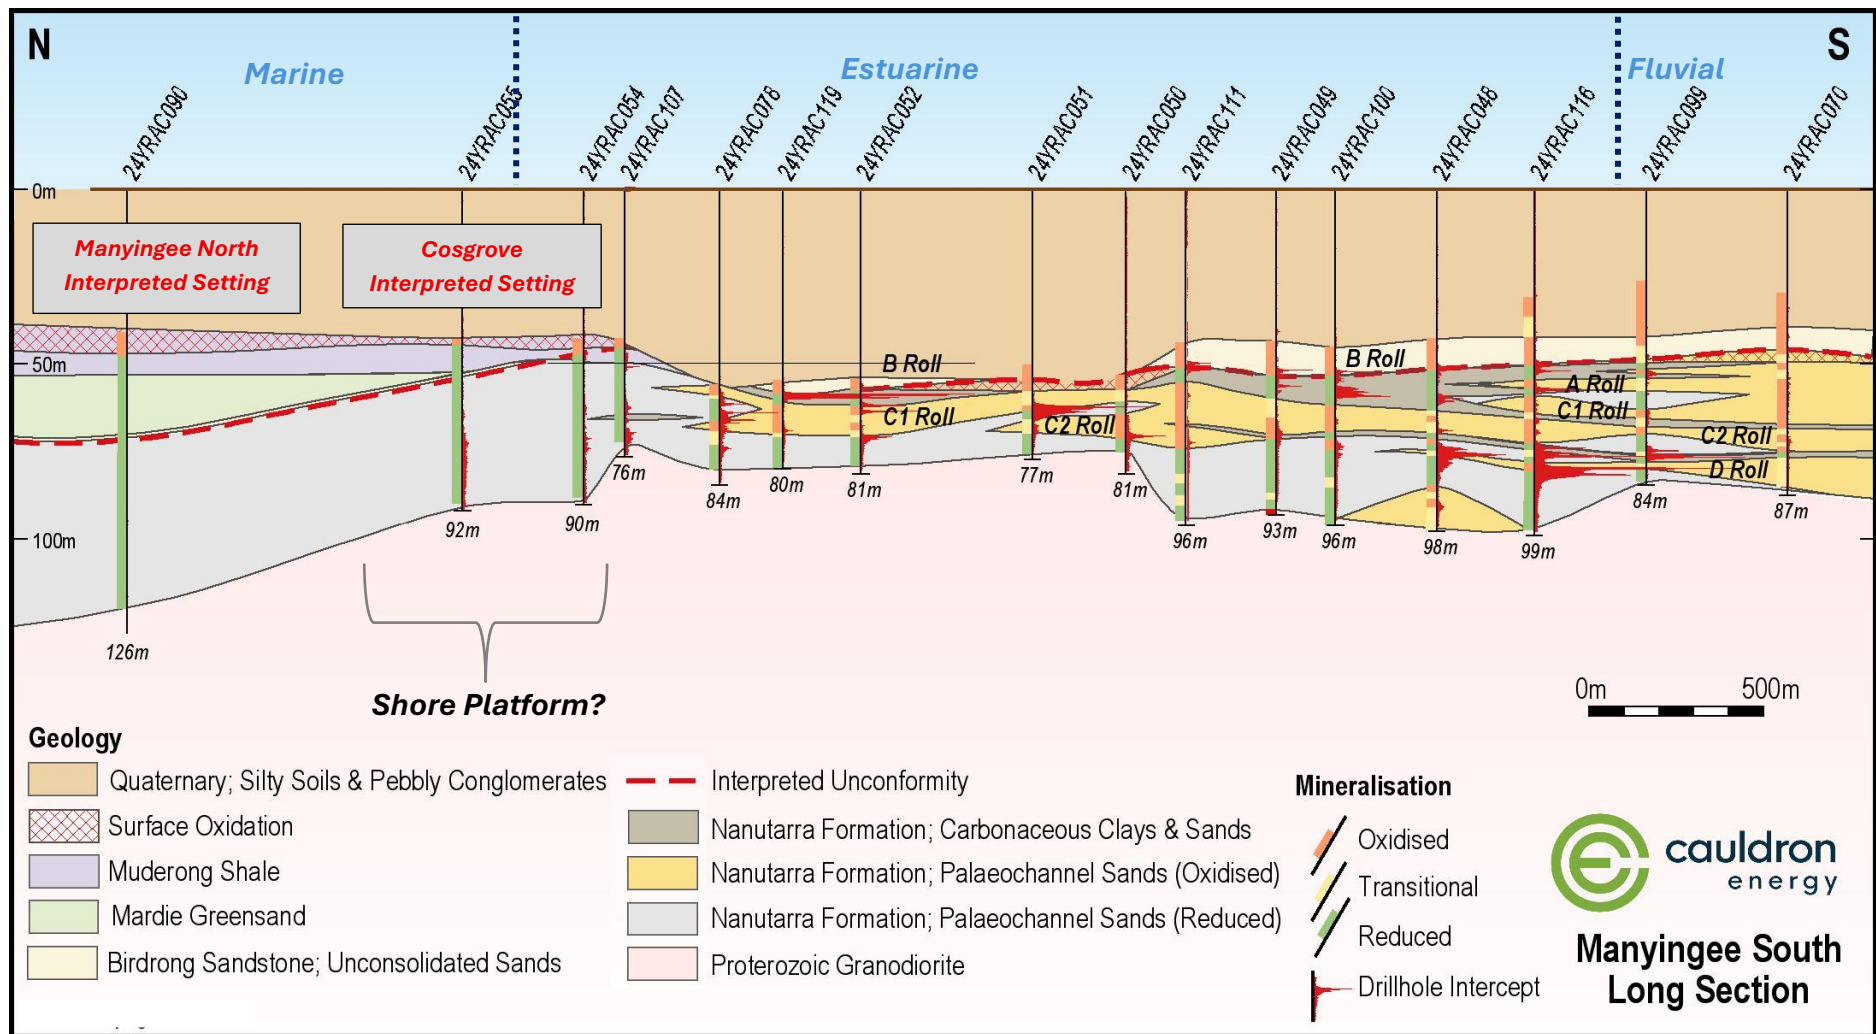 N
S
Marine
Estuarine
Fluvial
24YRAC090
24YRAC055
24YRAC054
24YRAC107
24YRAC078
24YRAC119
24YRAC052
24YRAC051
24YRAC050
24YRAC111
24YRAC049
24YRAC100
24YRAC048
24YRAC116
24YRAC099
24YRAC070
0m
50m
100m
Manyingee North
Interpreted Setting
Cosgrove
Interpreted Setting
B Roll
C1 Roll
C2 Roll
B Roll
A Roll
C1 Roll
C2 Roll
D Roll
126m
92m
90m
76m
84m
80m
81m
77m
81m
96m
93m
96m
98m
99m
84m
87m
Shore Platform?
0m 500m
Geology
Quaternary; Silty Soils & Pebbly Conglomerates
Surface Oxidation
Muderong Shale
Mardie Greensand
Birdrong Sandstone; Unconsolidated Sands
Interpreted Unconformity
Nanutarra Formation; Carbonaceous Clays & Sands
Nanutarra Formation; Palaeochannel Sands (Oxidised)
Nanutarra Formation; Palaeochannel Sands (Reduced)
Proterozoic Granodiorite
Mineralisation
Oxidised
Transitional
Reduced
Drillhole Intercept
cauldron
energy
Manyingee South
Long Section